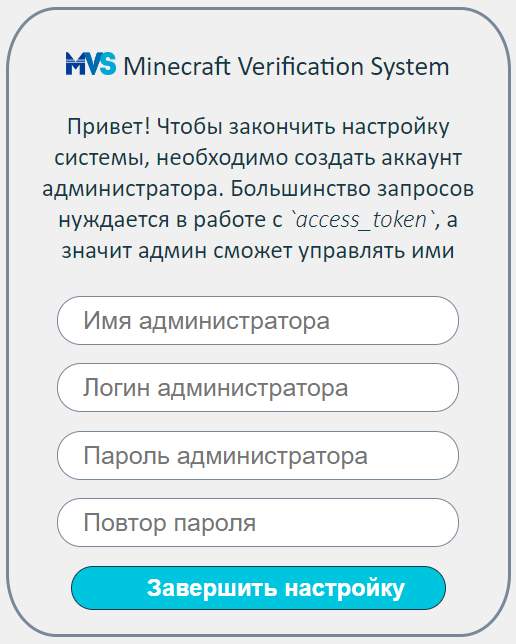 MVS Minecraft Verification System
Привет! Чтобы закончить настройку
системы, необходимо создать аккаунт
администратора. Большинство запросов
нуждается в работе с `access_token`, а
значит админ сможет управлять ими
Имя администратора
Логин администратора
Пароль администратора
Повтор пароля
Завершить настройку